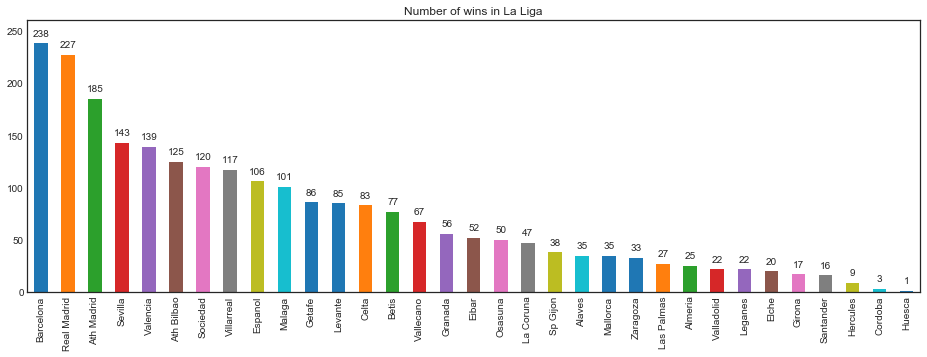 Number of wins in La Liga
250
200
150
100
50
0
238
227
185
143
139
125
120
117
106
101
86
85
83
77
67
56
52
50
47
38
35
35
33
27
25
22
22
20
17
16
9
3
1
Barcelona
Real Madrid
Ath Madrid
Sevilla
Valencia
Ath Bilbao
Sociedad
Villarreal
Espanol
Malaga
Getafe
Levante
Celta
Betis
Vallecano
Granada
Eibar
Osasuna
La Coruna
Sp Gijon
Alaves
Mallorca
Zaragoza
Las Palmas
Almeria
Valladolid
Leganes
Elche
Girona
Santander
Hercules
Cordoba
Huesca